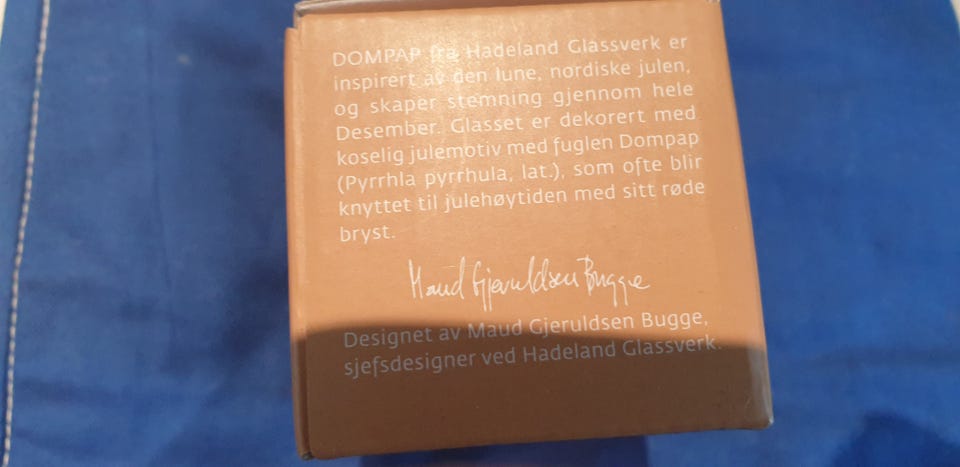 DOMPAP fra Hadeland Glassverk er
inspirert av den lune, nordiske julen,
og skaper stemning gjennom hele
Desember. Glasset er dekorert med
koselig julemotiv med fuglen Dompap
(Pyrrhla pyrrhula, lat.), som ofte blir
knyttet til julehøytiden med sitt røde
bryst.
Maud Gjeruldsen Bugge
Designet av Maud Gjeruldsen Bugge,
sjefsdesigner ved Hadeland Glassverk.